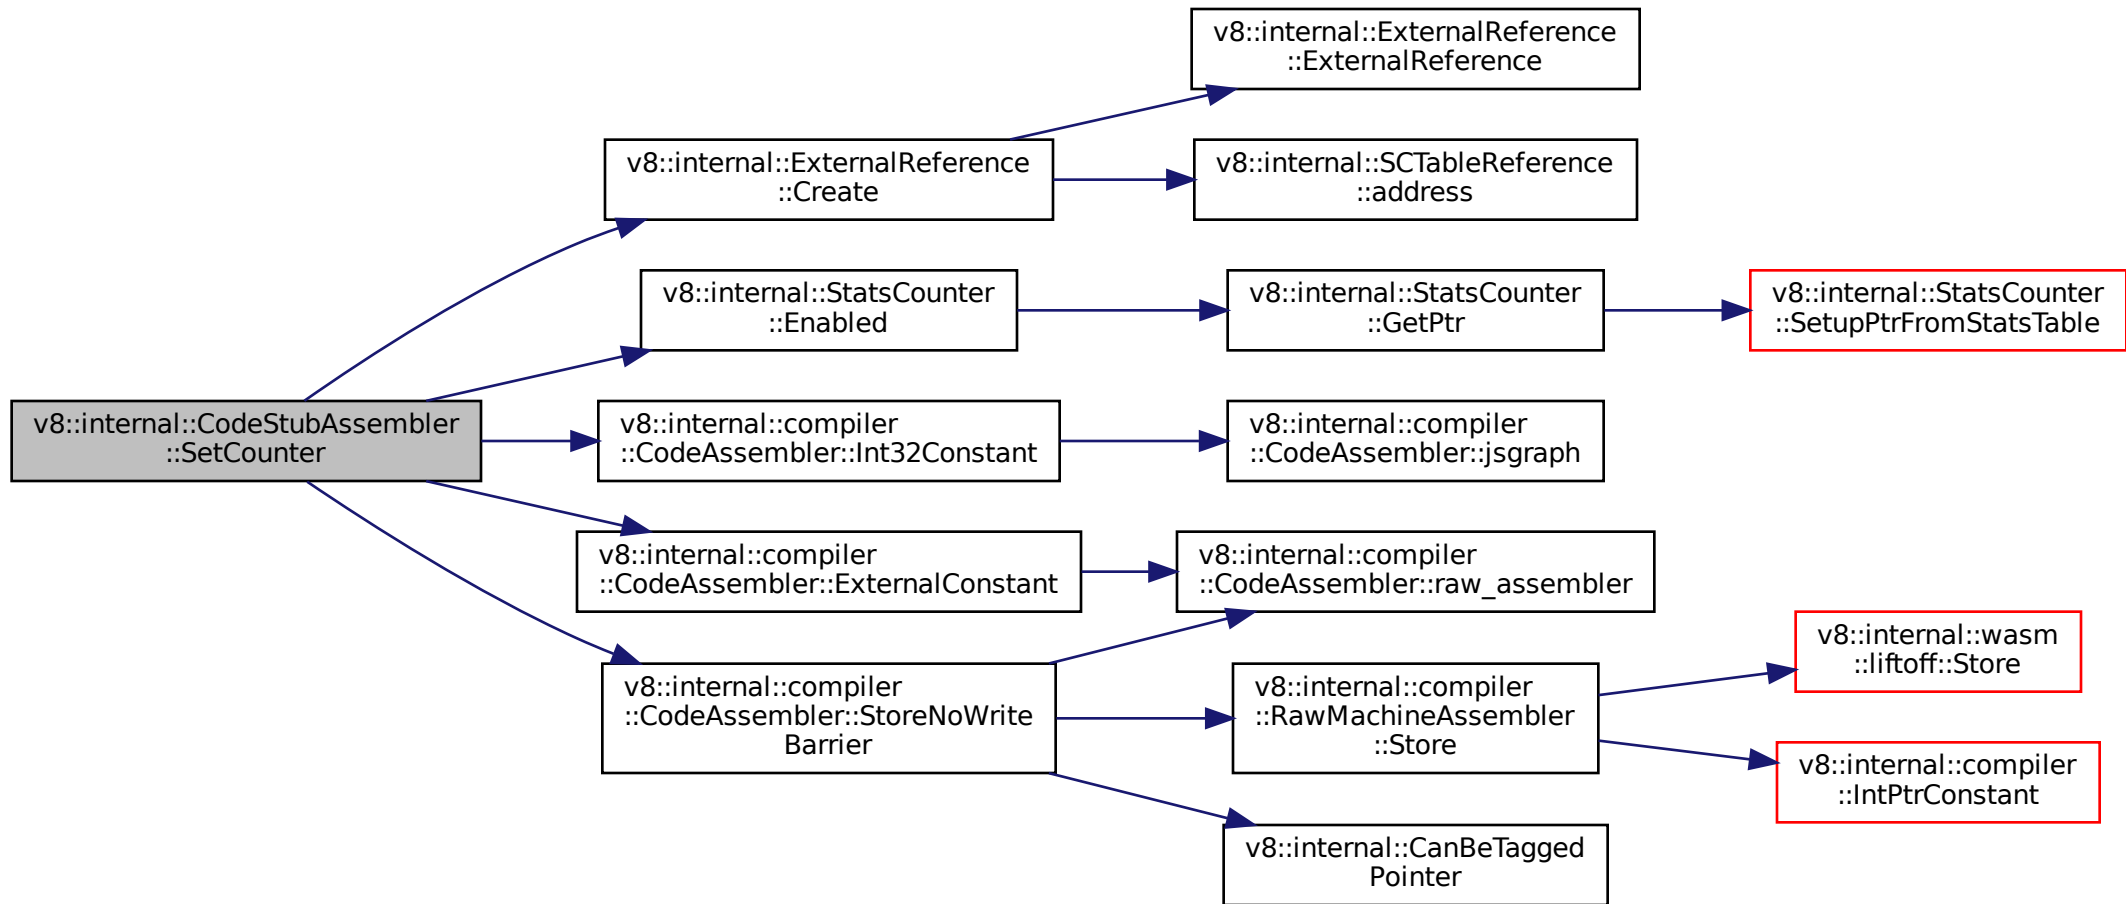 v8::internal::ExternalReference
::ExternalReference
v8::internal::ExternalReference
::Create
v8::internal::SCTableReference
::address
v8::internal::StatsCounter
::Enabled
v8::internal::StatsCounter
::GetPtr
v8::internal::StatsCounter
::SetupPtrFromStatsTable
v8::internal::CodeStubAssembler
::SetCounter
v8::internal::compiler
::CodeAssembler::Int32Constant
v8::internal::compiler
::CodeAssembler::jsgraph
v8::internal::compiler
::CodeAssembler::ExternalConstant
v8::internal::compiler
::CodeAssembler::raw_assembler
v8::internal::compiler
::CodeAssembler::StoreNoWrite
Barrier
v8::internal::compiler
::RawMachineAssembler
::Store
v8::internal::wasm
::liftoff::Store
v8::internal::compiler
::IntPtrConstant
v8::internal::CanBeTagged
Pointer